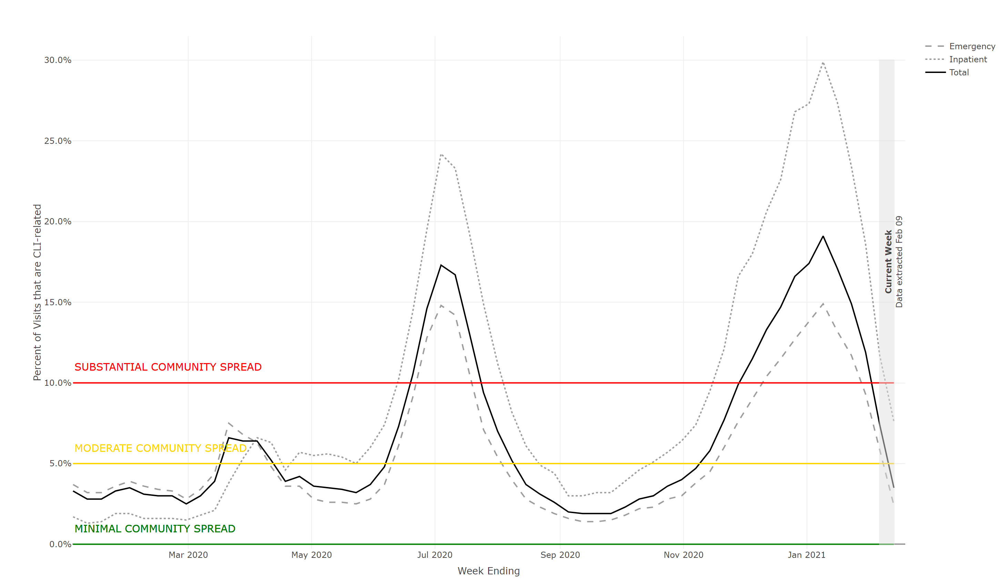 Emergency
Inpatient
Total
30.0%
25.0%
20.0%
15.0%
10.0%
5.0%
0.0%
Percent of Visits that are CLI-related
SUBSTANTIAL COMMUNITY SPREAD
MODERATE COMMUNITY SPREAD
MINIMAL COMMUNITY SPREAD
Current Week
Data extracted Feb 09
Mar 2020
May 2020
Jul 2020
Sep 2020
Nov 2020
Jan 2021
Week Ending